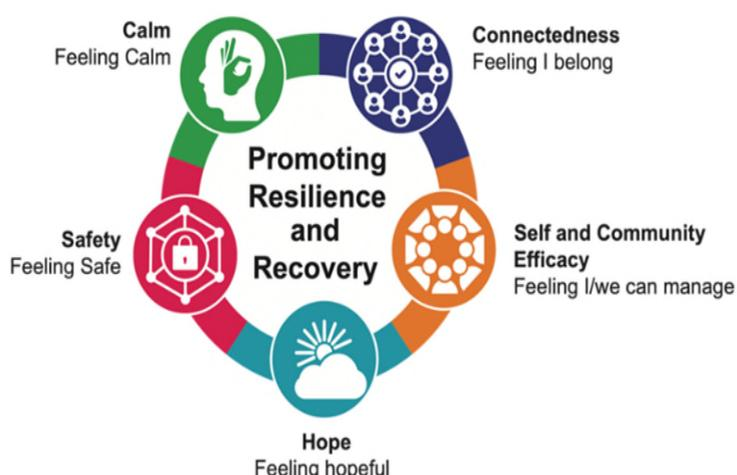 Calm
Feeling Calm
Connectedness
Feeling I belong
Promoting
Resilience
and
Recovery
Safety
Feeling Safe
Self and Community
Efficacy
Feeling I/we can manage
Hope
Feeling hopeful